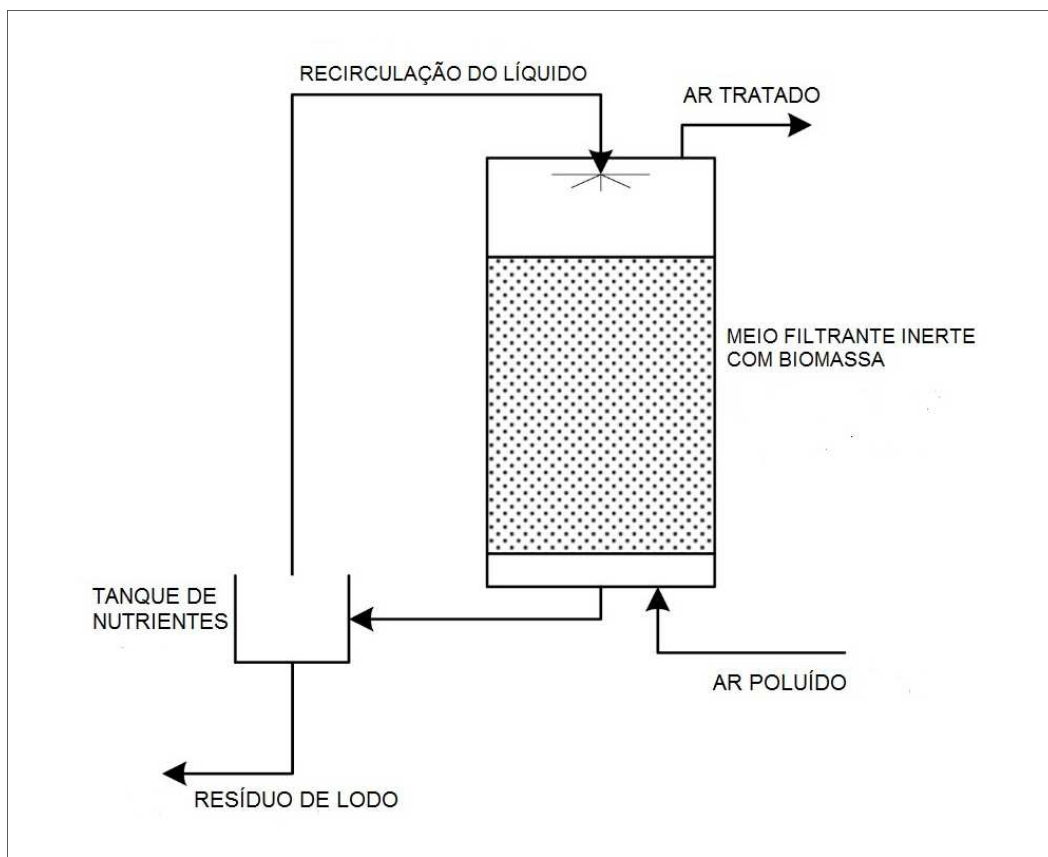 RECIRCULAÇÃO DO LÍQUIDO
AR TRATADO
MEIO FILTRANTE INERTE
COM BIOMASSA
TANQUE DE
NUTRIENTES
AR POLUÍDO
RESÍDUO DE LODO